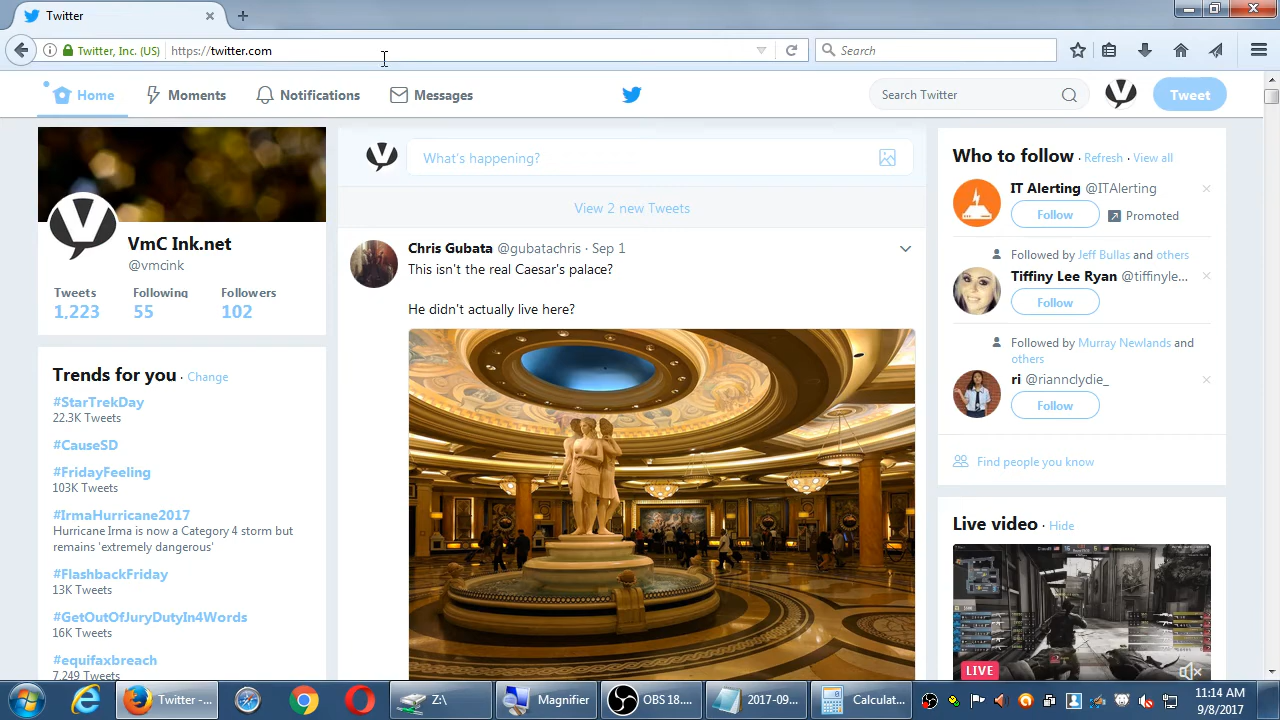 Twitter
Twitter, Inc. (US) https://twitter.com
Search
Home
Moments
Notifications
Messages
Search Twitter
Tweet
VmC Ink.net
@vmcink
Tweets Following Followers
1,223 55 102
Trends for you · Change
#StarTrekDay
22.3K Tweets
#CauseSD
#FridayFeeling
103K Tweets
#IrmaHurricane2017
Hurricane Irma is now a Category 4 storm but
remains 'extremely dangerous'
#FlashbackFriday
13K Tweets
#GetOutOfJuryDutyIn4Words
16K Tweets
#equifaxbreach
7,249 Tweets
What's happening?
View 2 new Tweets
Chris Gubata @gubatachris · Sep 1
This isn't the real Caesar's palace?
He didn't actually live here?
Who to follow · Refresh · View all
IT Alerting @ITAlerting
Follow
Promoted
Followed by Jeff Bullas and others
Tiffiny Lee Ryan @tiffinyle...
Follow
Followed by Murray Newlands and
others
ri @riannclydie_
Follow
Find people you know
Live video · Hide
LIVE
Twitter -...
Z:\
Magnifier
OBS 18....
2017-09...
Calculat...
11:14 AM
9/8/2017